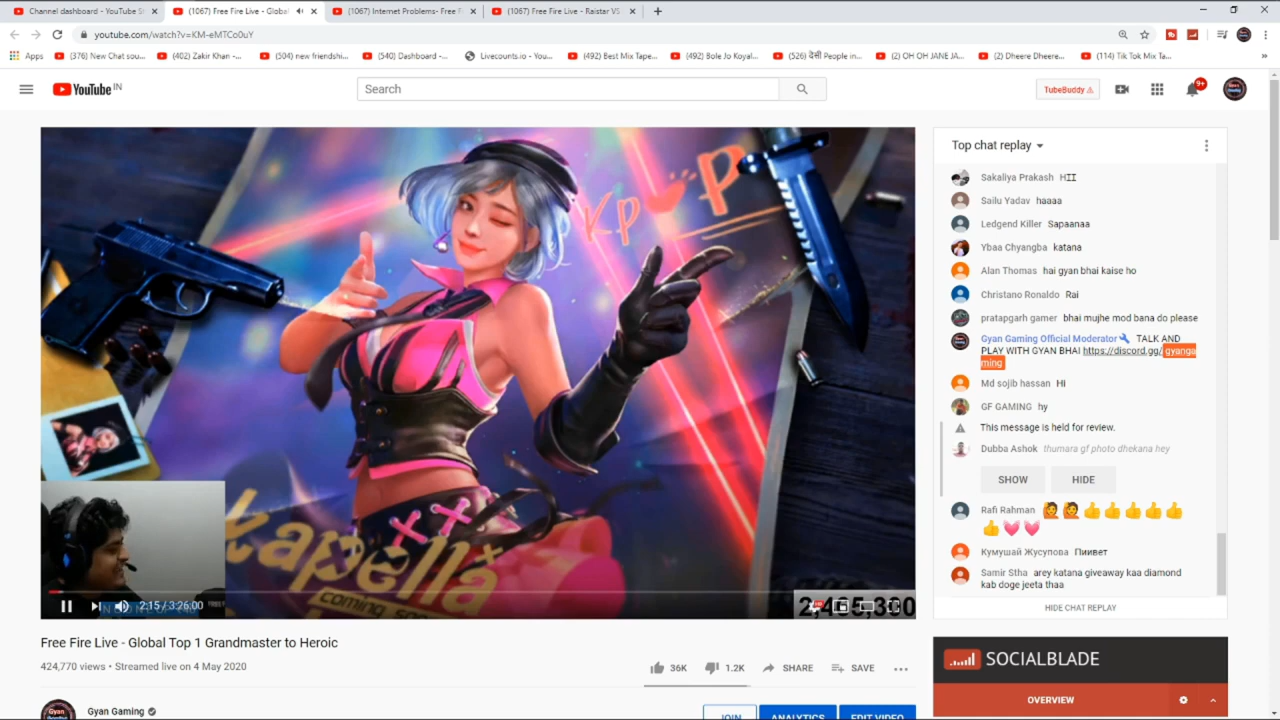 Channel dashboard - YouTube St
(1067) Free Fire Live - Global
(1067) Internet Problems- Free F
(1067) Free Fire Live - Raistar VS
youtube.com/watch?v=KM-eMTCo0uY
Apps
(376) New Chat sou...
(402) Zakir Khan -...
(504) new friendshi...
(540) Dashboard -...
Livecounts.io - You...
(492) Best Mix Tape...
(492) Bole Jo Koyal...
(526) देसी People in...
(2) OH OH JANE JA...
(2) Dheere Dheere...
(114) Tik Tok Mix Ta...
YouTube IN
Search
TubeBuddy
9+
Top chat replay
Sakaliya Prakash HII
Sailu Yadav haaaa
Ledgend Killer Sapaanaa
Ybaa Chyangba katana
Alan Thomas hai gyan bhai kaise ho
Christano Ronaldo Rai
pratapgarh gamer bhai mujhe mod bana do please
Gyan Gaming Official Moderator TALK AND
PLAY WITH GYAN BHAI https://discord.gg/gyanga
ming
Md sojib hassan Hi
GF GAMING hy
This message is held for review.
Dubba Ashok thumara gf photo dhekana hey
SHOW HIDE
Rafi Rahman 🙋🙋👍👍👍👍👍
👍💓💓
Кумушай Жусупова Пиивет
Samir Stha arey katana giveaway kaa diamond
kab doge jeeta thaa
HIDE CHAT REPLAY
Kp P
2:15 / 3:26:00
Free Fire Live - Global Top 1 Grandmaster to Heroic
424,770 views • Streamed live on 4 May 2020
36K 1.2K SHARE SAVE
SOCIALBLADE
OVERVIEW
Gyan Gaming
JOIN ANALYTICS EDIT VIDEO